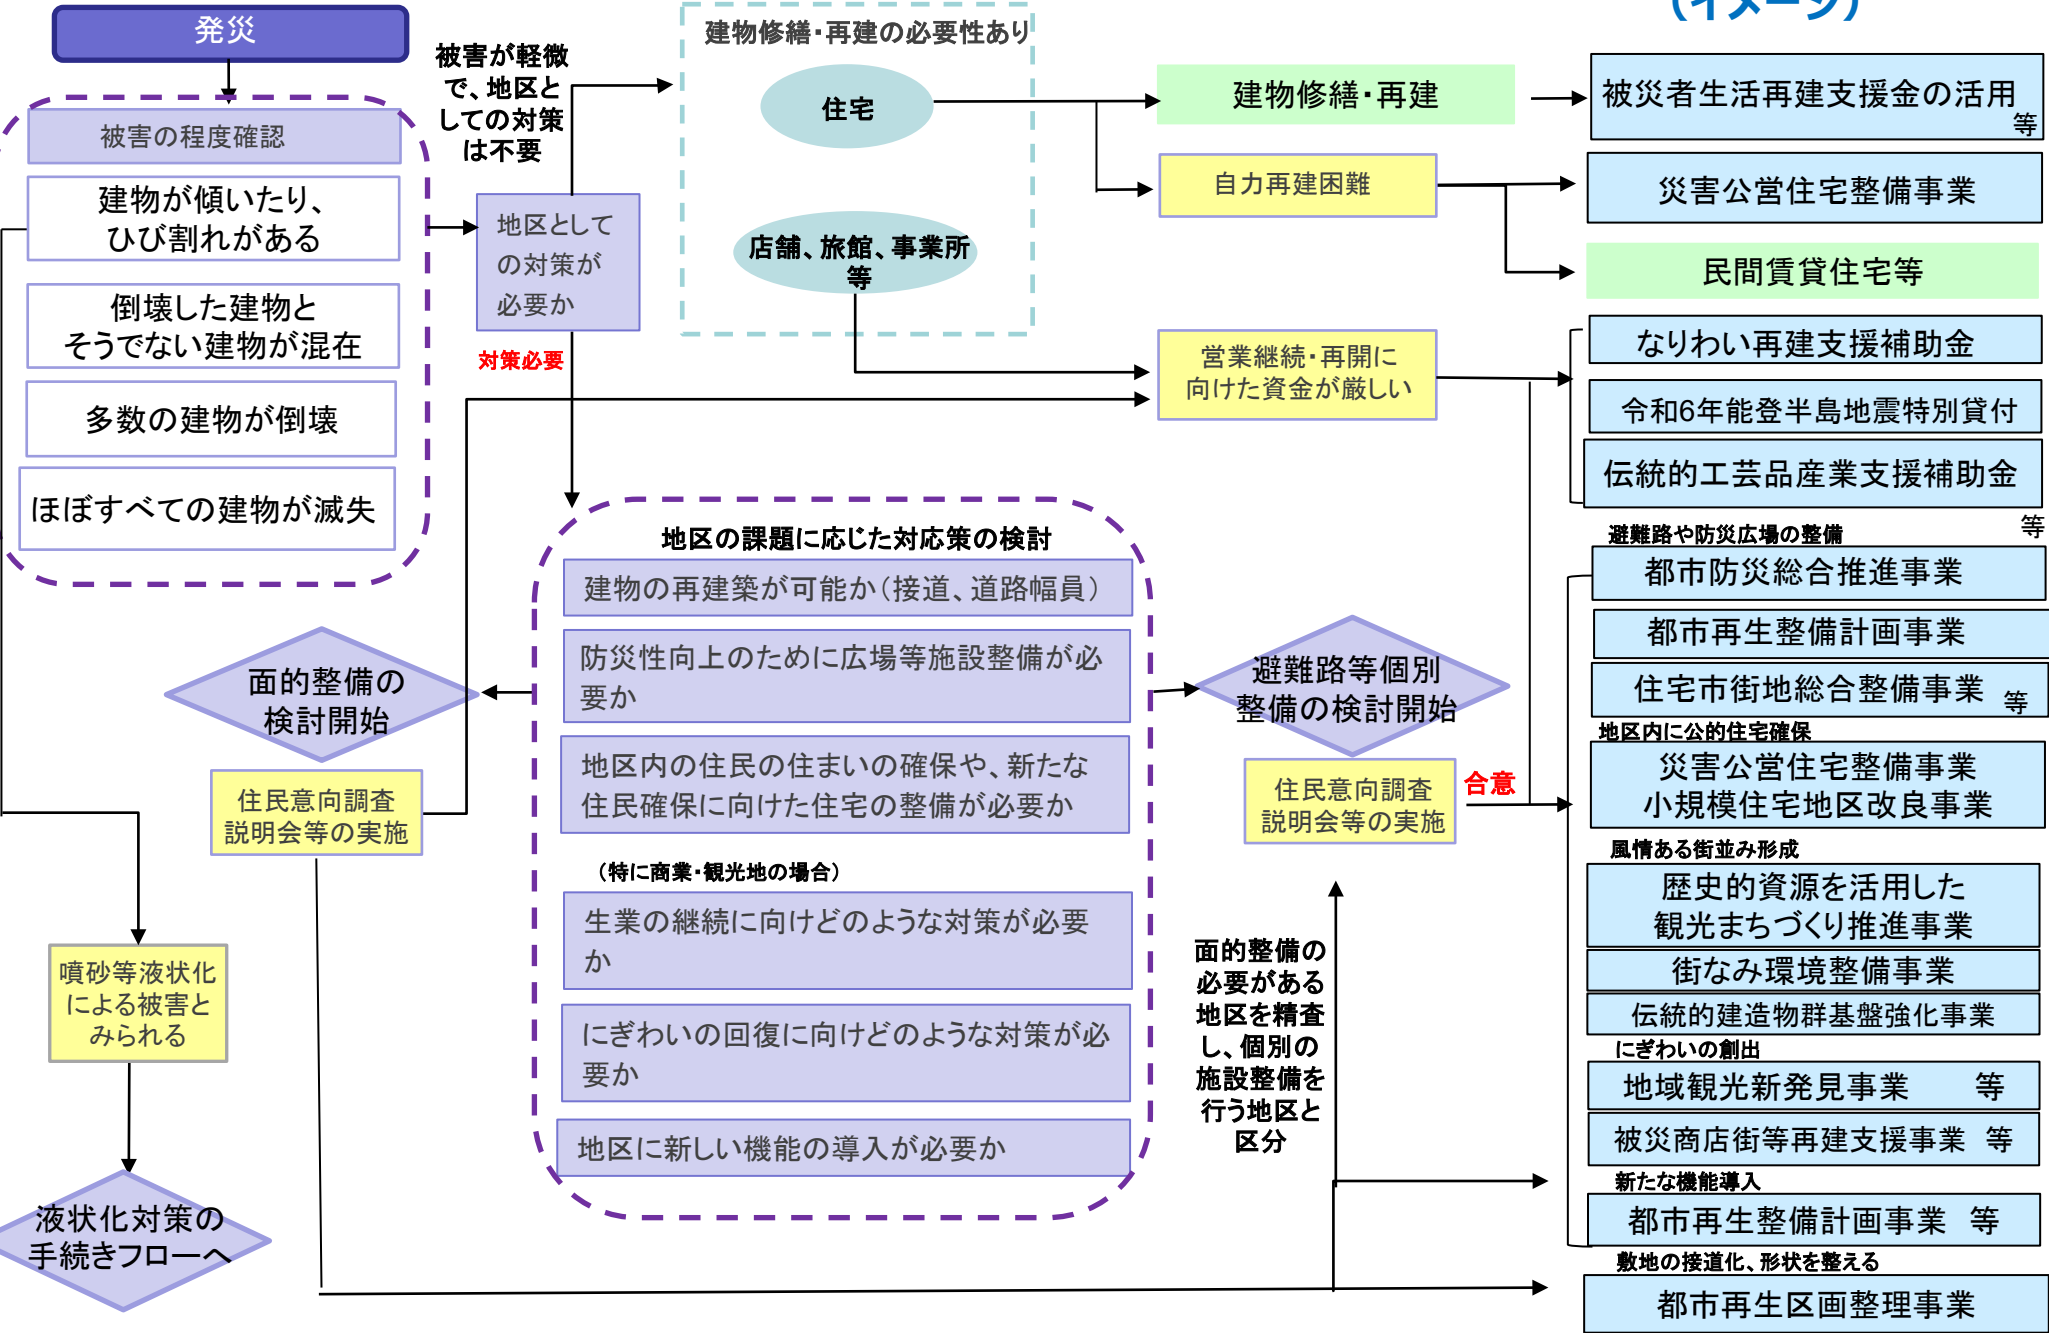 （イメージ）
発災
被害の程度確認
建物が傾いたり、
ひび割れがある
倒壊した建物と
そうでない建物が混在
多数の建物が倒壊
ほぼすべての建物が滅失
被害が軽微
で、地区と
しての対策
は不要
地区として
の対策が
必要か
対策必要
建物修繕・再建の必要性あり
住宅
店舗、旅館、事業所
等
建物修繕・再建
自力再建困難
営業継続・再開に
向けた資金が厳しい
被災者生活再建支援金の活用
等
災害公営住宅整備事業
民間賃貸住宅等
なりわい再建支援補助金
令和6年能登半島地震特別貸付
伝統的工芸品産業支援補助金
等
地区の課題に応じた対応策の検討
建物の再建築が可能か（接道、道路幅員）
防災性向上のために広場等施設整備が必
要か
地区内の住民の住まいの確保や、新たな
住民確保に向けた住宅の整備が必要か
（特に商業・観光地の場合）
生業の継続に向けどのような対策が必要
か
にぎわいの回復に向けどのような対策が必
要か
地区に新しい機能の導入が必要か
面的整備の
検討開始
住民意向調査
説明会等の実施
噴砂等液状化
による被害と
みられる
液状化対策の
手続きフローへ
避難路等個別
整備の検討開始
住民意向調査
説明会等の実施
合意
面的整備の
必要がある
地区を精査
し、個別の
施設整備を
行う地区と
区分
避難路や防災広場の整備
都市防災総合推進事業
都市再生整備計画事業
住宅市街地総合整備事業 等
地区内に公的住宅確保
災害公営住宅整備事業
小規模住宅地区改良事業
風情ある街並み形成
歴史的資源を活用した
観光まちづくり推進事業
街なみ環境整備事業
伝統的建造物群基盤強化事業
にぎわいの創出
地域観光新発見事業 等
被災商店街等再建支援事業 等
新たな機能導入
都市再生整備計画事業 等
敷地の接道化、形状を整える
都市再生区画整理事業